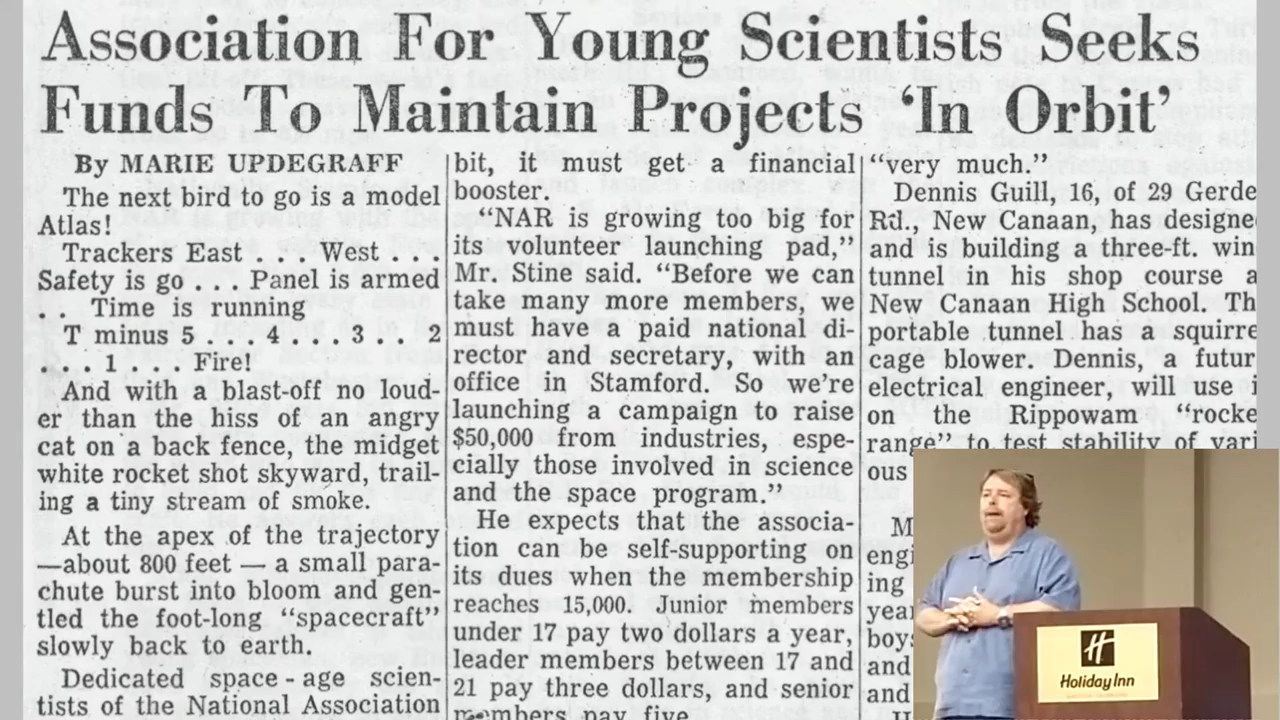 Association For Young Scientists Seeks
Funds To Maintain Projects 'In Orbit'
By MARIE UPDEGRAFF
The next bird to go is a model
Atlas!
Trackers East . . . West . . .
Safety is go . . . Panel is armed
. . Time is running
T minus 5 . . . 4 . . . 3 . . 2
. . . 1 . . . Fire!
And with a blast-off no loud-
er than the hiss of an angry
cat on a back fence, the midget
white rocket shot skyward, trail-
ing a tiny stream of smoke.
At the apex of the trajectory
—about 800 feet — a small para-
chute burst into bloom and gen-
tled the foot-long "spacecraft"
slowly back to earth.
Dedicated space-age scien-
tists of the National Association
bit, it must get a financial
booster.
"NAR is growing too big for
its volunteer launching pad,"
Mr. Stine said. "Before we can
take many more members, we
must have a paid national di-
rector and secretary, with an
office in Stamford. So we're
launching a campaign to raise
$50,000 from industries, espe-
cially those involved in science
and the space program."
He expects that the associa-
tion can be self-supporting on
its dues when the membership
reaches 15,000. Junior members
under 17 pay two dollars a year,
leader members between 17 and
21 pay three dollars, and senior
members pay five
"very much."
Dennis Guill, 16, of 29 Gerde
Rd., New Canaan, has designe
and is building a three-ft. win
tunnel in his shop course a
New Canaan High School. Th
portable tunnel has a squirre
cage blower. Dennis, a futur
electrical engineer, will use i
on the Rippowam "rocke
range" to test stability of vari
ous
M
engi
ing
year
boys
and
and
H
Holiday Inn